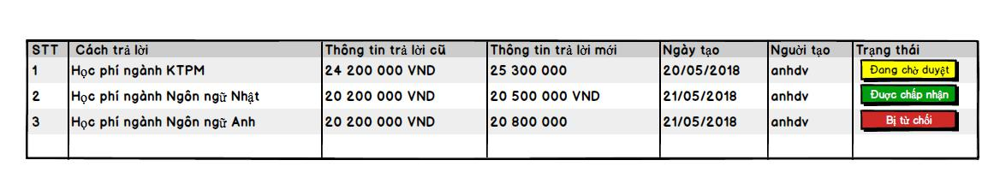 STT Cách trả lời Thông tin trả lời cũ Thông tin trả lời mới Ngày tạo Người tạo Trạng thái
1 Học phí ngành KTPM 24 200 000 VND 25 300 000 20/05/2018 anhdv Đang chờ duyệt
2 Học phí ngành Ngôn ngữ Nhật 20 200 000 VND 20 500 000 VND 21/05/2018 anhdv Được chấp nhận
3 Học phí ngành Ngôn ngữ Anh 20 200 000 VND 20 800 000 21/05/2018 anhdv Bị từ chối